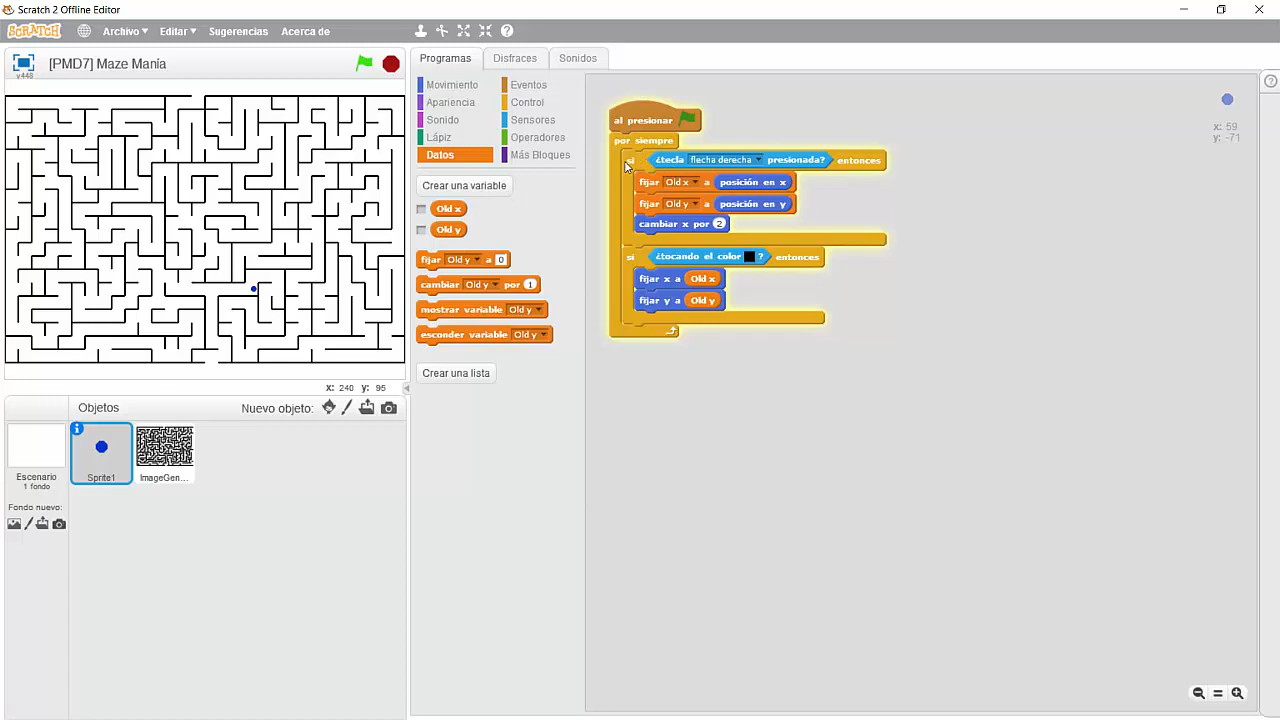 Scratch 2 Offline Editor
SCRATCH Archivo Editar Sugerencias Acerca de
[PMD7] Maze Manía
v448
Programas Disfraces Sonidos
Movimiento Eventos
Apariencia Control
Sonido Sensores
Lápiz Operadores
Datos Más Bloques
Crear una variable
Old x
Old y
fijar Old y a 0
cambiar Old y por 1
mostrar variable Old y
esconder variable Old y
Crear una lista
al presionar
por siempre
si ¿tecla flecha derecha presionada? entonces
fijar Old x a posición en x
fijar Old y a posición en y
cambiar x por 2
si ¿tocando el color ? entonces
fijar x a Old x
fijar y a Old y
x: 59
y: -71
x: 240 y: 95
Objetos Nuevo objeto:
Escenario
1 fondo
Sprite1
ImageGen...
Fondo nuevo: